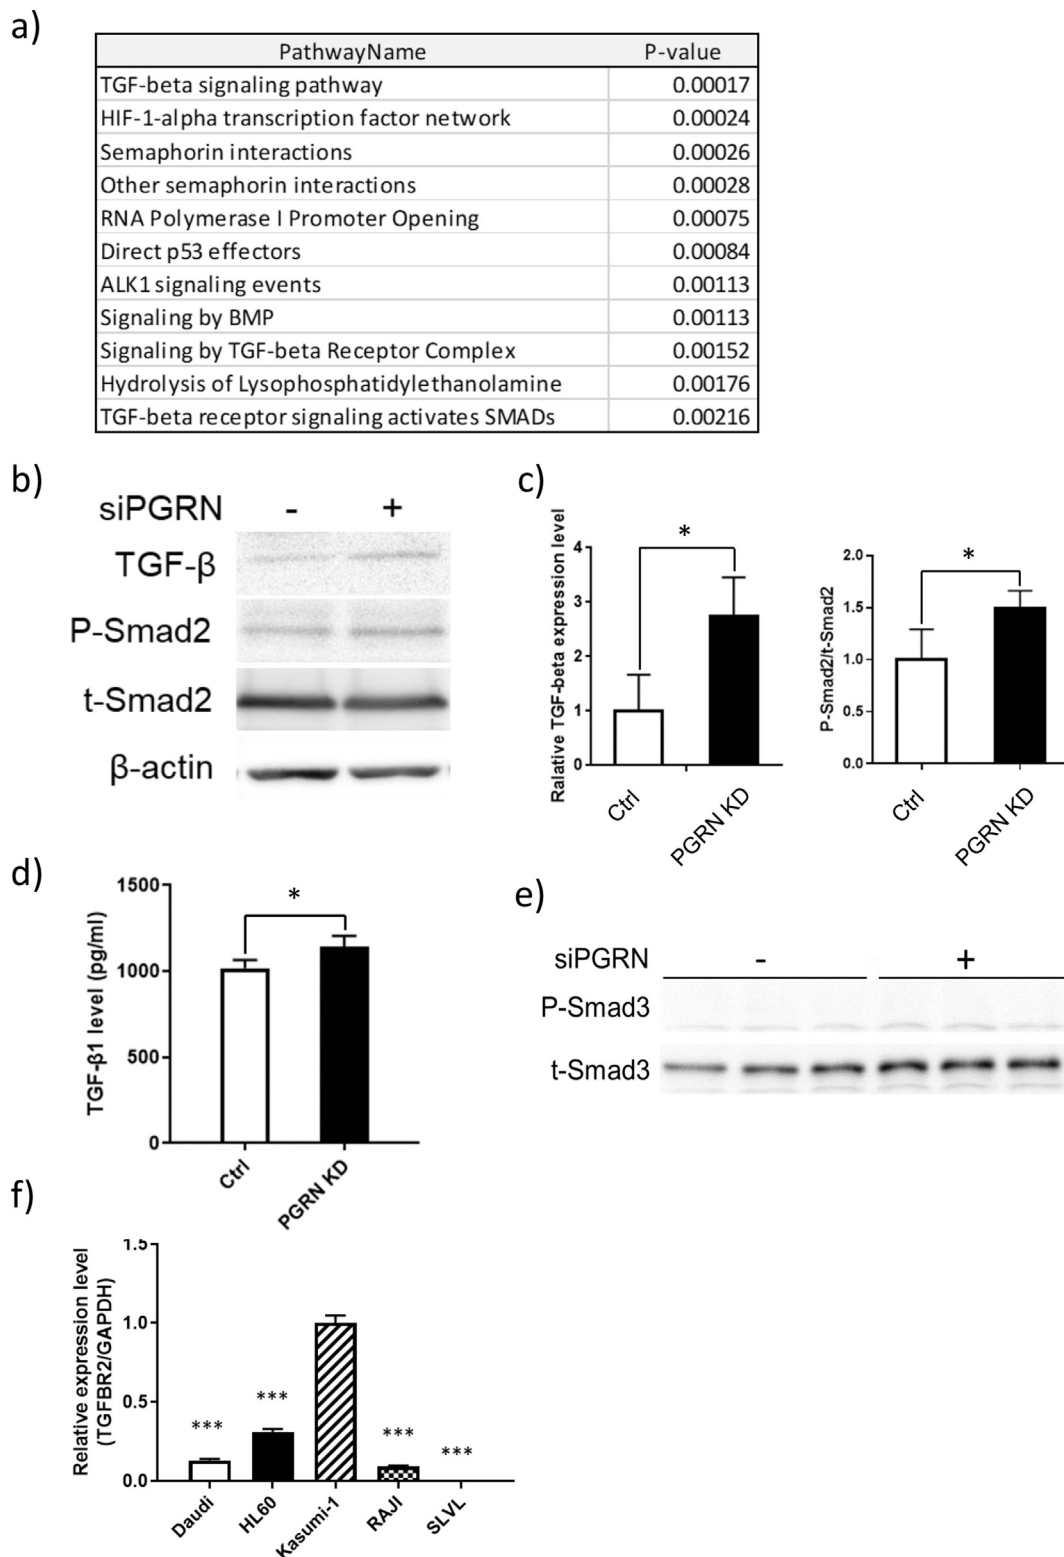 a)
PathwayName P-value
TGF-beta signaling pathway 0.00017
HIF-1-alpha transcription factor network 0.00024
Semaphorin interactions 0.00026
Other semaphorin interactions 0.00028
RNA Polymerase I Promoter Opening 0.00075
Direct p53 effectors 0.00084
ALK1 signaling events 0.00113
Signaling by BMP 0.00113
Signaling by TGF-beta Receptor Complex 0.00152
Hydrolysis of Lysophosphatidylethanolamine 0.00176
TGF-beta receptor signaling activates SMADs 0.00216
b)
siPGRN - +
TGF-β
P-Smad2
t-Smad2
β-actin
c)
Ralative TGF-beta expression level
4
3
2
1
0
*
Ctrl
PGRN KD
P-Smad2/t-Smad2
2.0
1.5
1.0
0.5
0.0
*
Ctrl
PGRN KD
d)
TGF-β1 level (pg/ml)
1500
1000
500
0
*
Ctrl
PGRN KD
e)
siPGRN - +
P-Smad3
t-Smad3
f)
Relative expression level
(TGFBR2/GAPDH)
1.5
1.0
0.5
0.0
***
***
***
***
Daudi
HL60
Kasumi-1
RAJI
SLVL